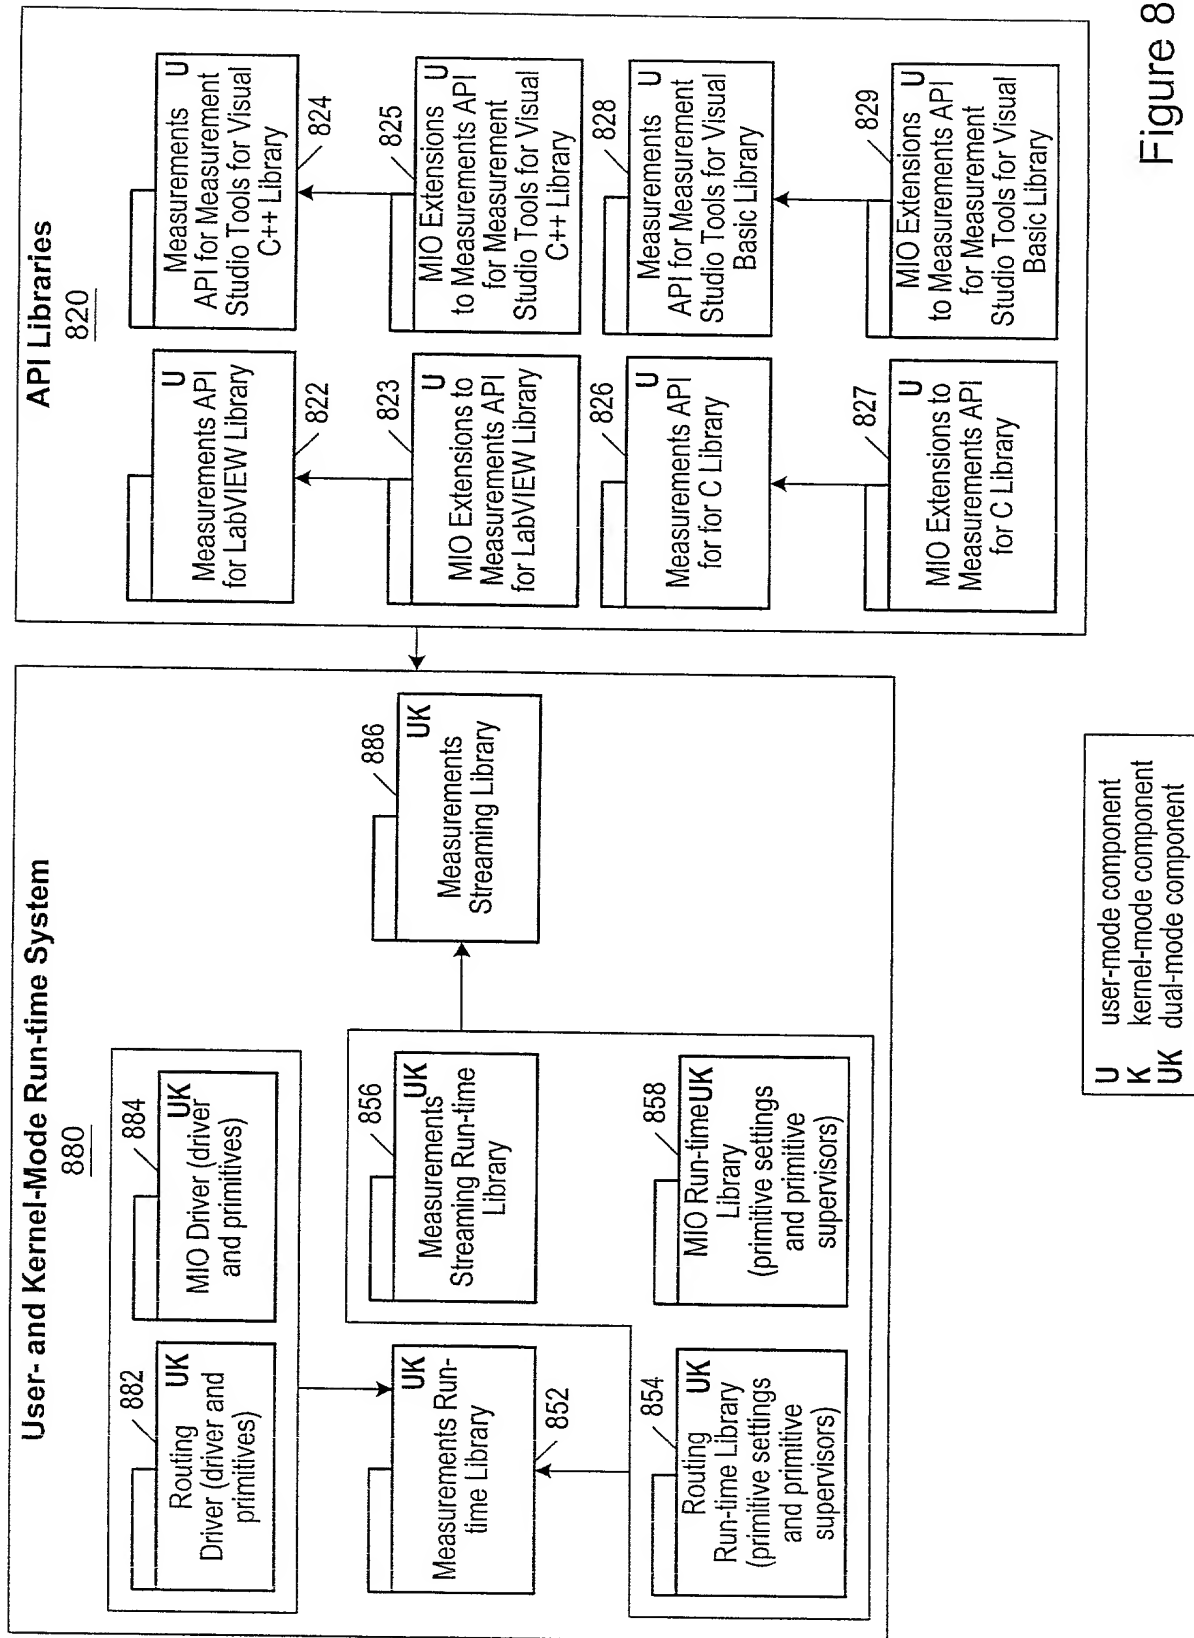 User- and Kernel-Mode Run-time System
880
882
Routing
UK
Driver (driver and
primitives)
884
UK
MIO Driver (driver
and primitives)
UK
Measurements Run-
time Library
852
856
UK
Measurements
Streaming Run-time
Library
886
UK
Measurements
Streaming Library
854
Routing
UK
Run-time Library
(primitive settings
and primitive
supervisors)
858
MIO Run-time UK
Library
(primitive settings
and primitive
supervisors)
API Libraries
820
U
Measurements API
for LabVIEW Library
822
Measurements U
API for Measurement
Studio Tools for Visual
C++ Library
824
823
U
MIO Extensions to
Measurements API
for LabVIEW Library
825
MIO Extensions U
to Measurements API
for Measurement
Studio Tools for Visual
C++ Library
826
U
Measurements API
for for C Library
828
Measurements U
API for Measurement
Studio Tools for Visual
Basic Library
827
U
MIO Extensions to
Measurements API
for C Library
829
MIO Extensions U
to Measurements API
for Measurement
Studio Tools for Visual
Basic Library
U user-mode component
K kernel-mode component
UK dual-mode component
Figure 8